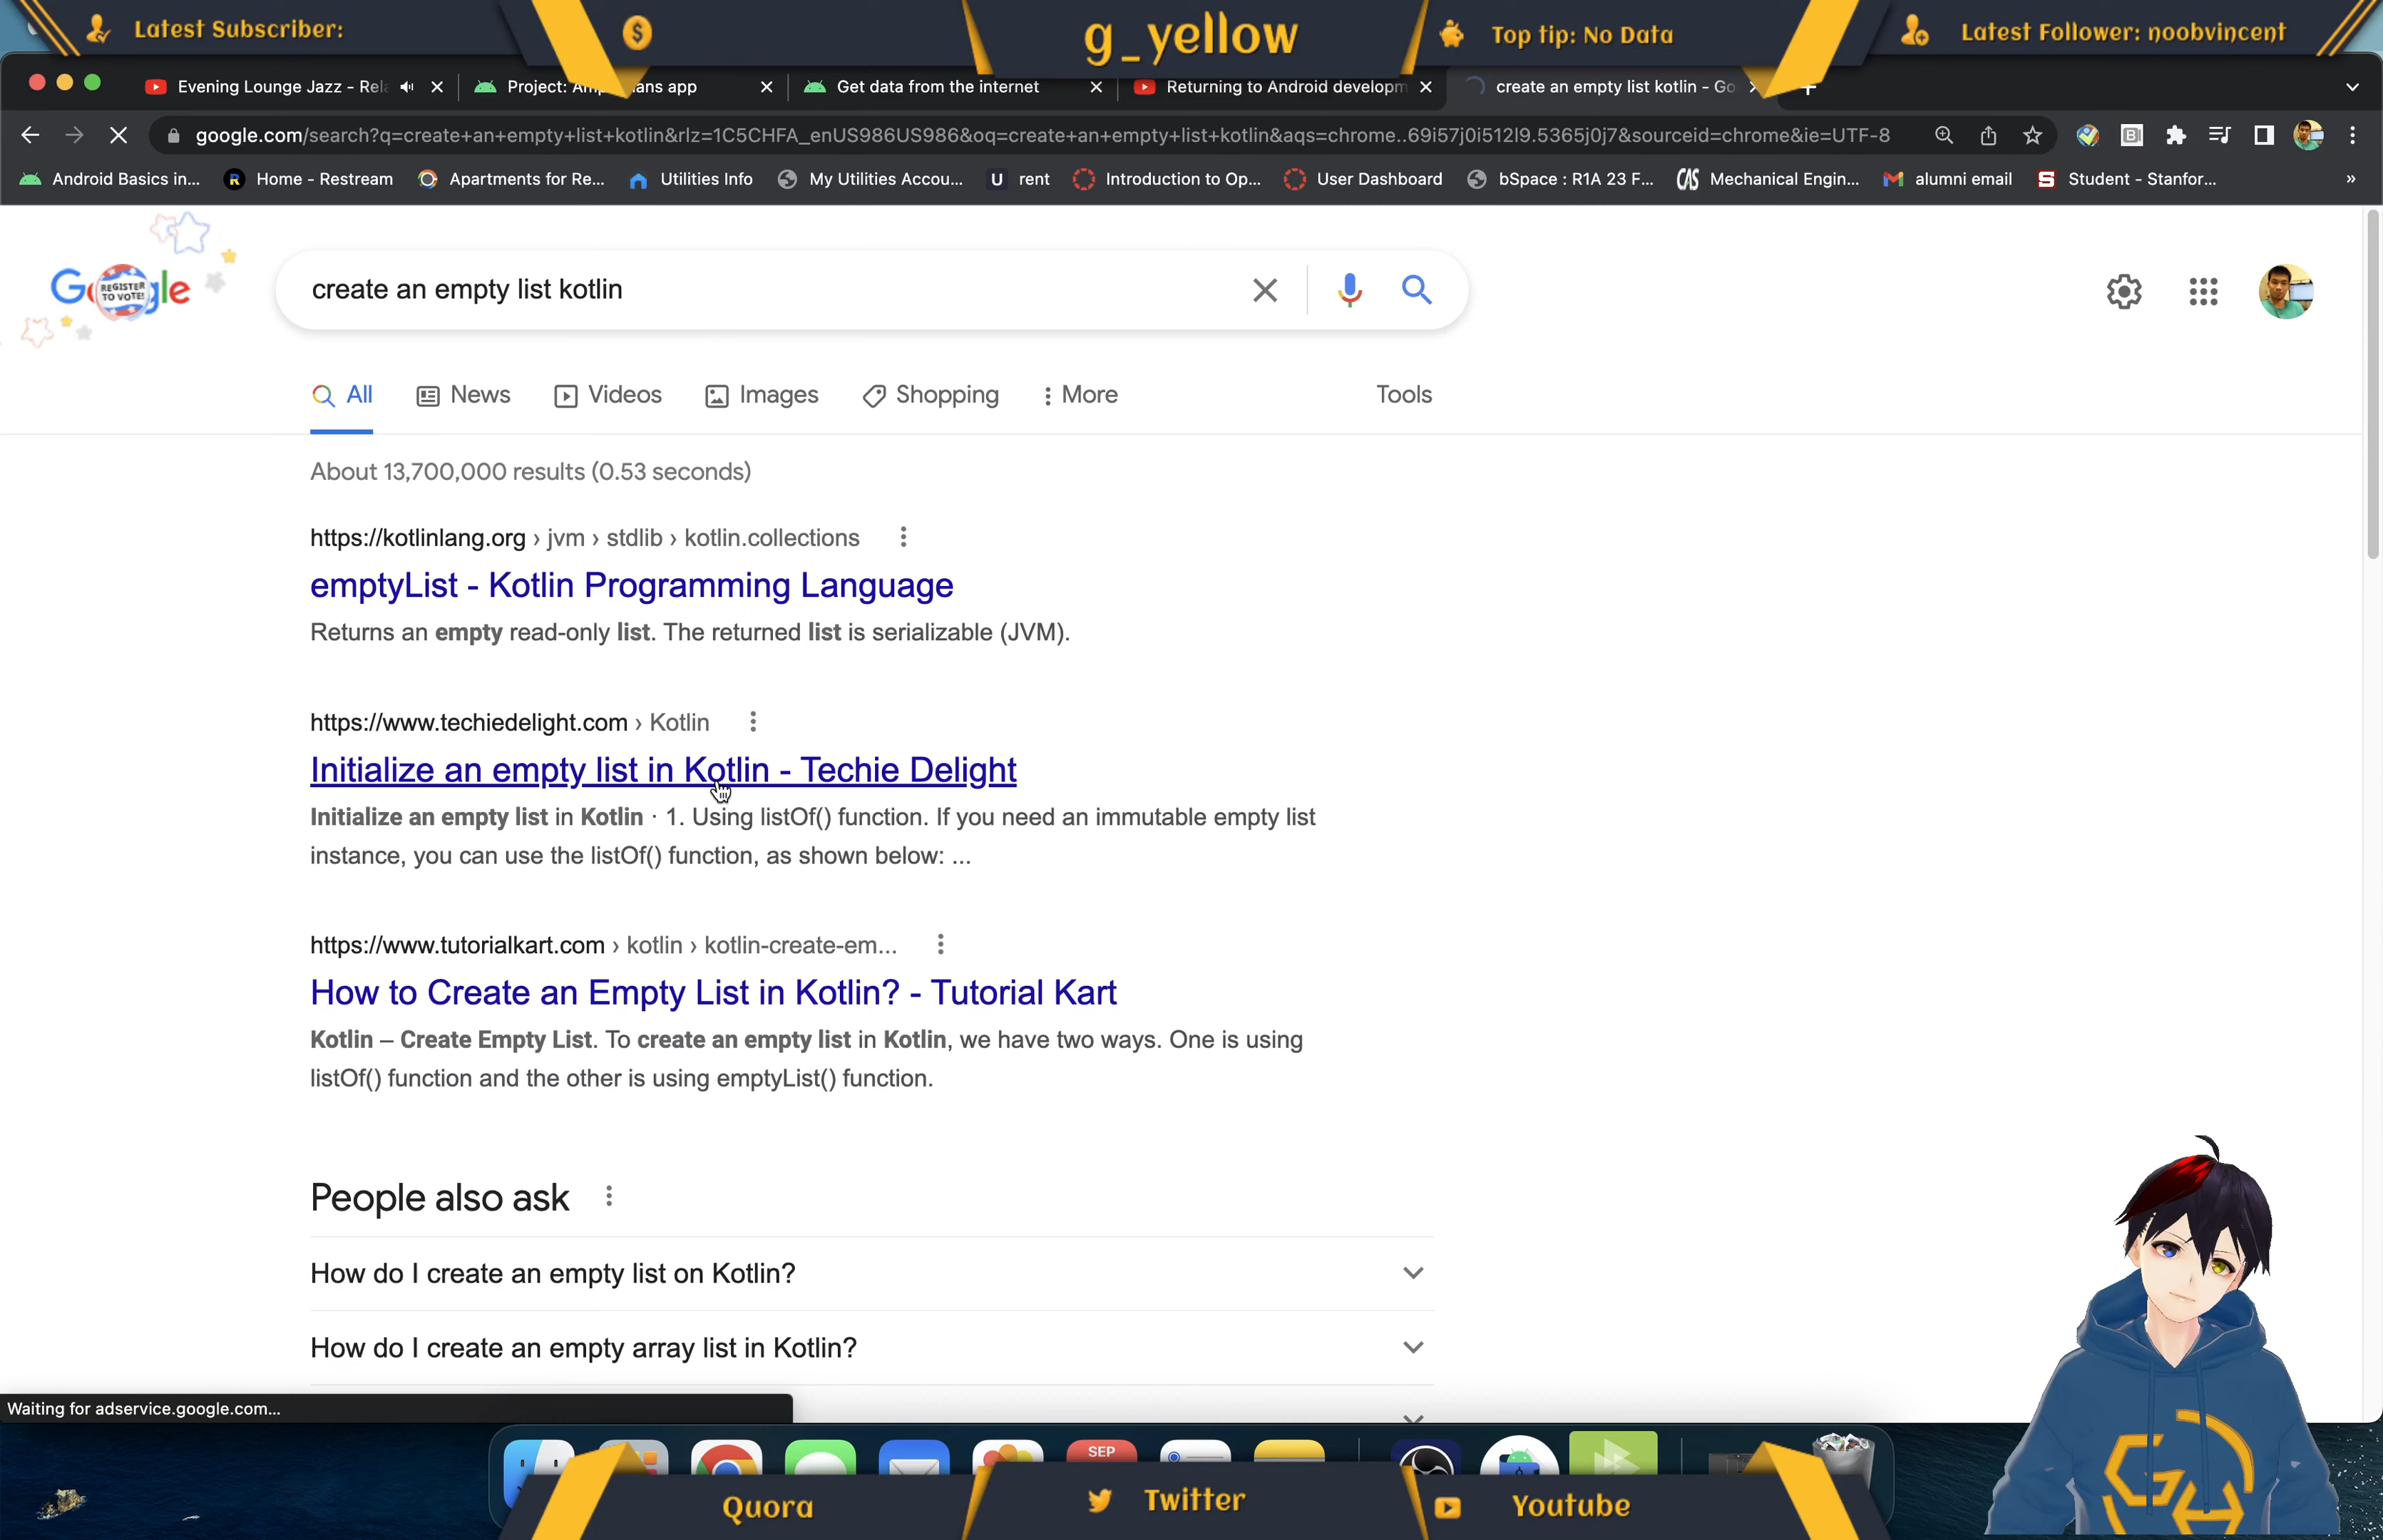 Latest Subscriber:
g_yellow
Top tip: No Data
Latest Follower: noobvincent
Evening Lounge Jazz - Rela
Project: Amp
ans app
Get data from the internet
Returning to Android developm
create an empty list kotlin - Go
google.com/search?q=create+an+empty+list+kotlin&rlz=1C5CHFA_enUS986US986&oq=create+an+empty+list+kotlin&aqs=chrome..69i57j0i512l9.5365j0j7&sourceid=chrome&ie=UTF-8
Android Basics in...
Home - Restream
Apartments for Re...
Utilities Info
My Utilities Accou...
U rent
Introduction to Op...
User Dashboard
bSpace : R1A 23 F...
CAS Mechanical Engin...
alumni email
S Student - Stanfor...
»
Google
REGISTER
TO VOTE!
create an empty list kotlin
All
News
Videos
Images
Shopping
More
Tools
About 13,700,000 results (0.53 seconds)
https://kotlinlang.org › jvm › stdlib › kotlin.collections
emptyList - Kotlin Programming Language
Returns an empty read-only list. The returned list is serializable (JVM).
https://www.techiedelight.com › Kotlin
Initialize an empty list in Kotlin - Techie Delight
Initialize an empty list in Kotlin · 1. Using listOf() function. If you need an immutable empty list
instance, you can use the listOf() function, as shown below: ...
https://www.tutorialkart.com › kotlin › kotlin-create-em...
How to Create an Empty List in Kotlin? - Tutorial Kart
Kotlin – Create Empty List. To create an empty list in Kotlin, we have two ways. One is using
listOf() function and the other is using emptyList() function.
People also ask
How do I create an empty list on Kotlin?
How do I create an empty array list in Kotlin?
Waiting for adservice.google.com...
SEP
Quora
Twitter
Youtube